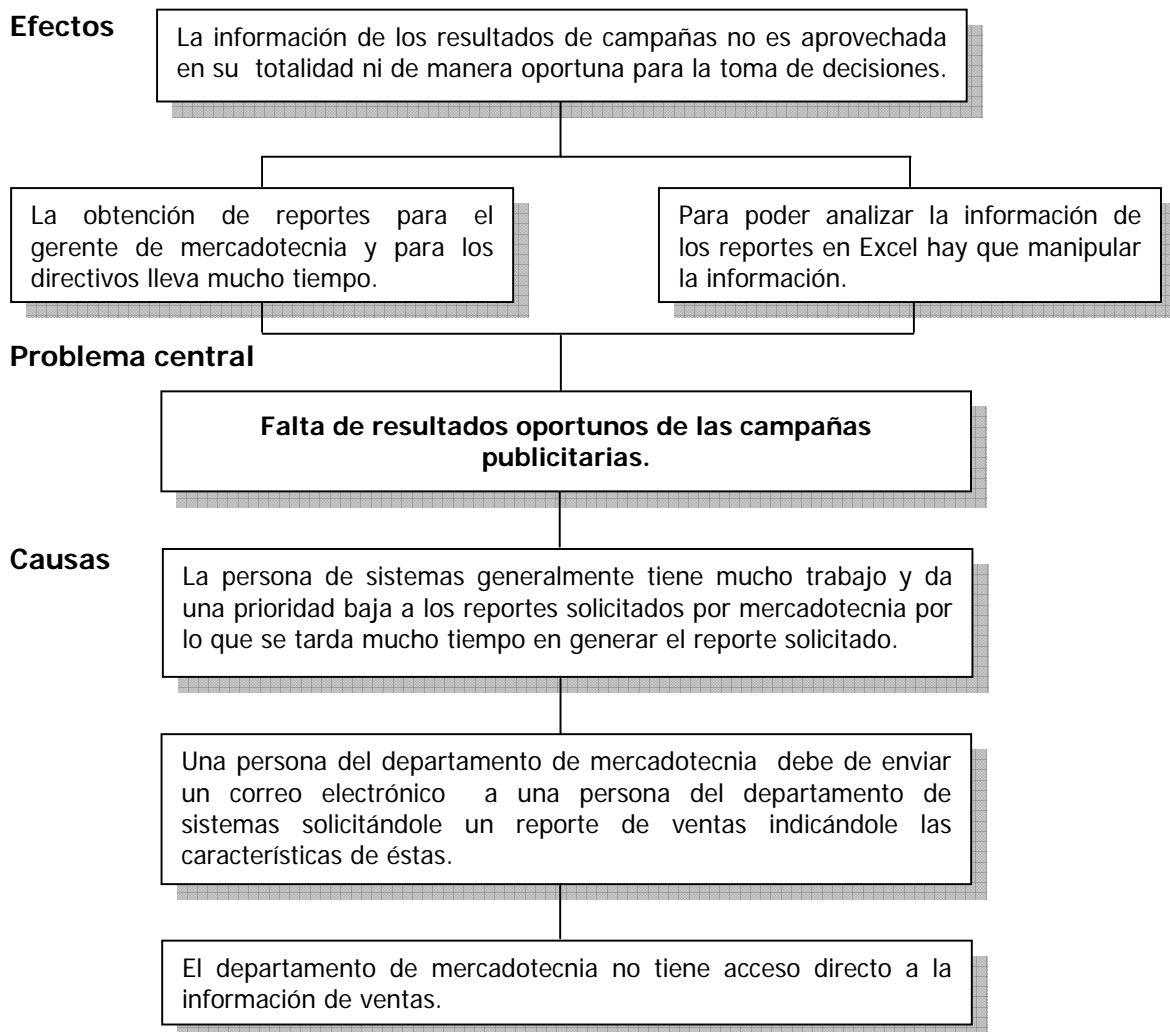 Efectos
La información de los resultados de campañas no es aprovechada
en su totalidad ni de manera oportuna para la toma de decisiones.
La obtención de reportes para el
gerente de mercadotecnia y para los
directivos lleva mucho tiempo.
Para poder analizar la información de
los reportes en Excel hay que manipular
la información.
Problema central
Falta de resultados oportunos de las campañas
publicitarias.
Causas
La persona de sistemas generalmente tiene mucho trabajo y da
una prioridad baja a los reportes solicitados por mercadotecnia por
lo que se tarda mucho tiempo en generar el reporte solicitado.
Una persona del departamento de mercadotecnia debe de enviar
un correo electrónico a una persona del departamento de
sistemas solicitándole un reporte de ventas indicándole las
características de éstas.
El departamento de mercadotecnia no tiene acceso directo a la
información de ventas.